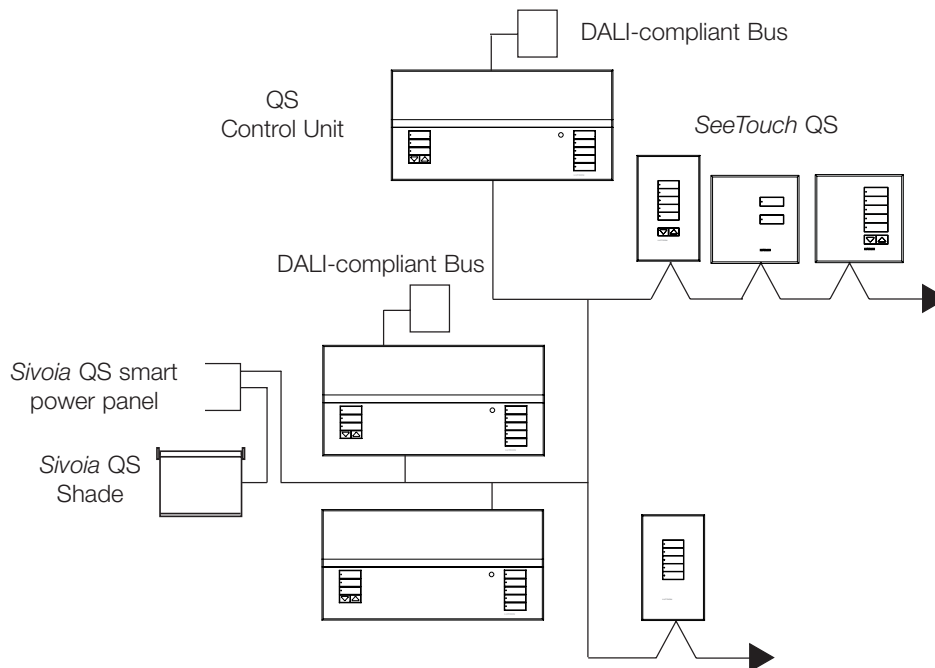 DALI-compliant Bus
QS
Control Unit
SeeTouch QS
DALI-compliant Bus
Sivoia QS smart
power panel
Sivoia QS
Shade